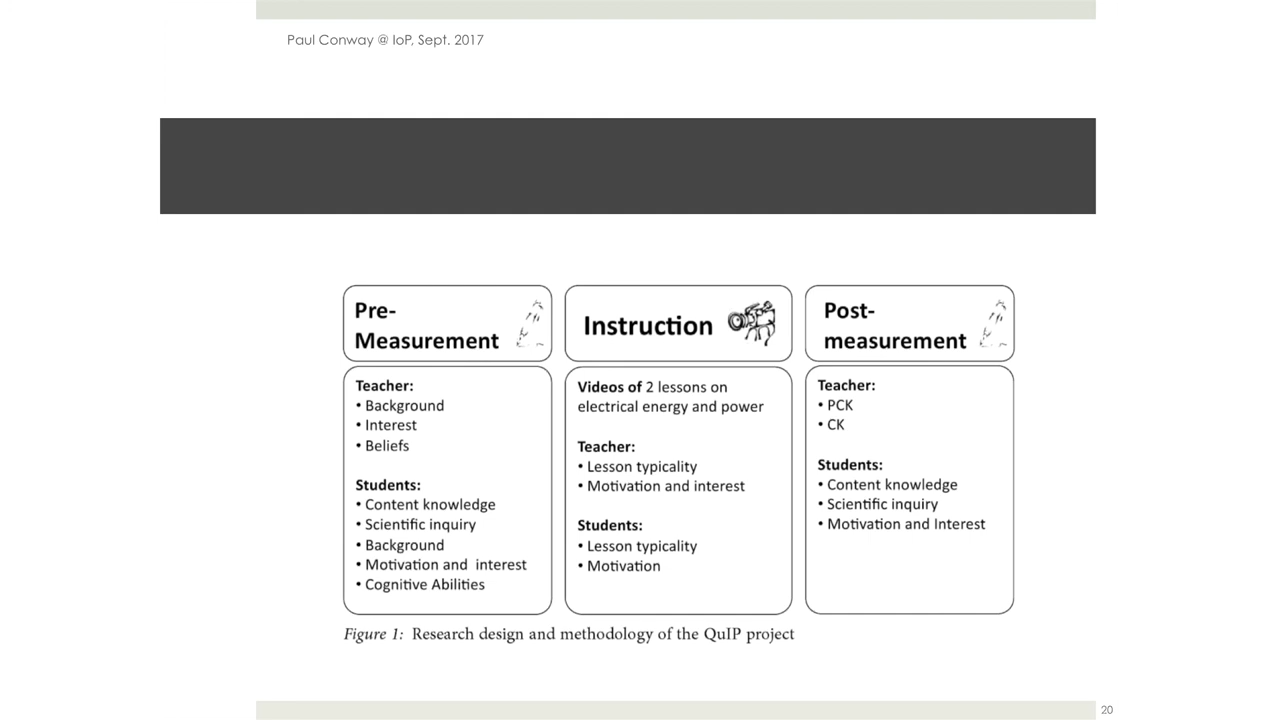 Paul Conway @ IoP, Sept. 2017
Pre-
Measurement
Teacher:
• Background
• Interest
• Beliefs
Students:
• Content knowledge
• Scientific inquiry
• Background
• Motivation and interest
• Cognitive Abilities
Instruction
Videos of 2 lessons on
electrical energy and power
Teacher:
• Lesson typicality
• Motivation and interest
Students:
• Lesson typicality
• Motivation
Post-
measurement
Teacher:
• PCK
• CK
Students:
• Content knowledge
• Scientific inquiry
• Motivation and Interest
Figure 1: Research design and methodology of the QuIP project
20